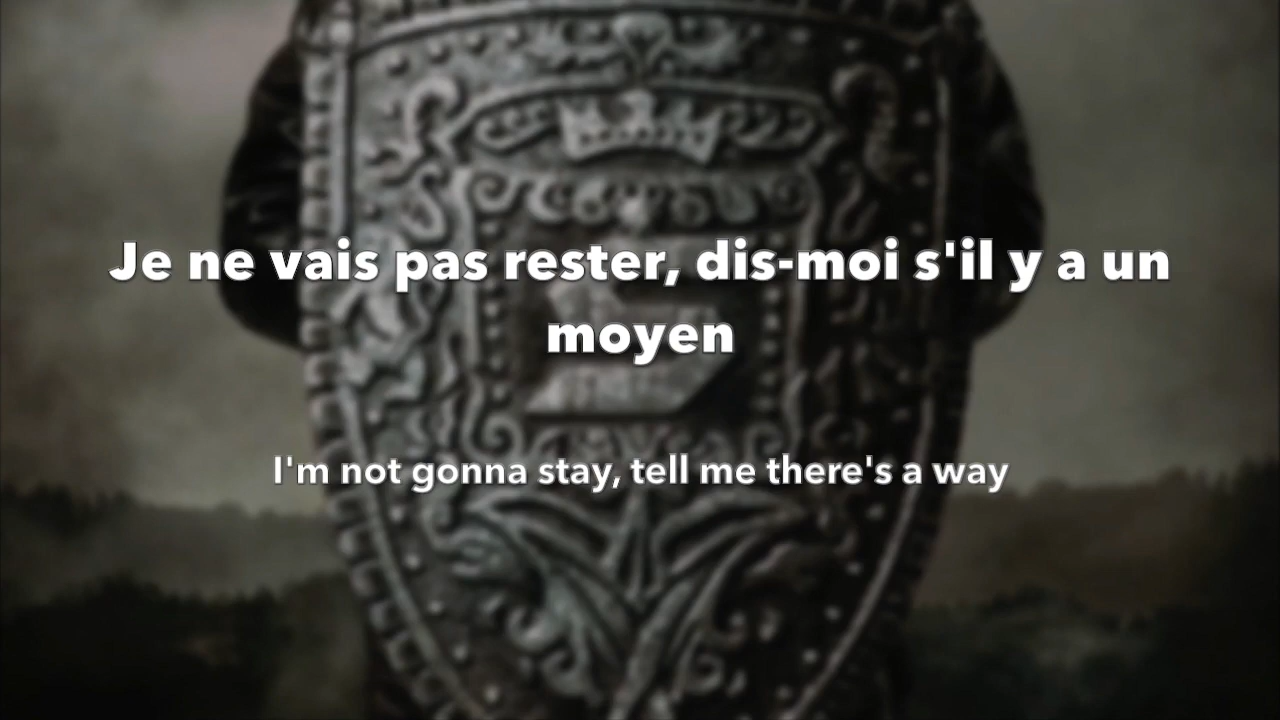 Je ne vais pas rester, dis-moi s'il y a un
moyen
I'm not gonna stay, tell me there's a way